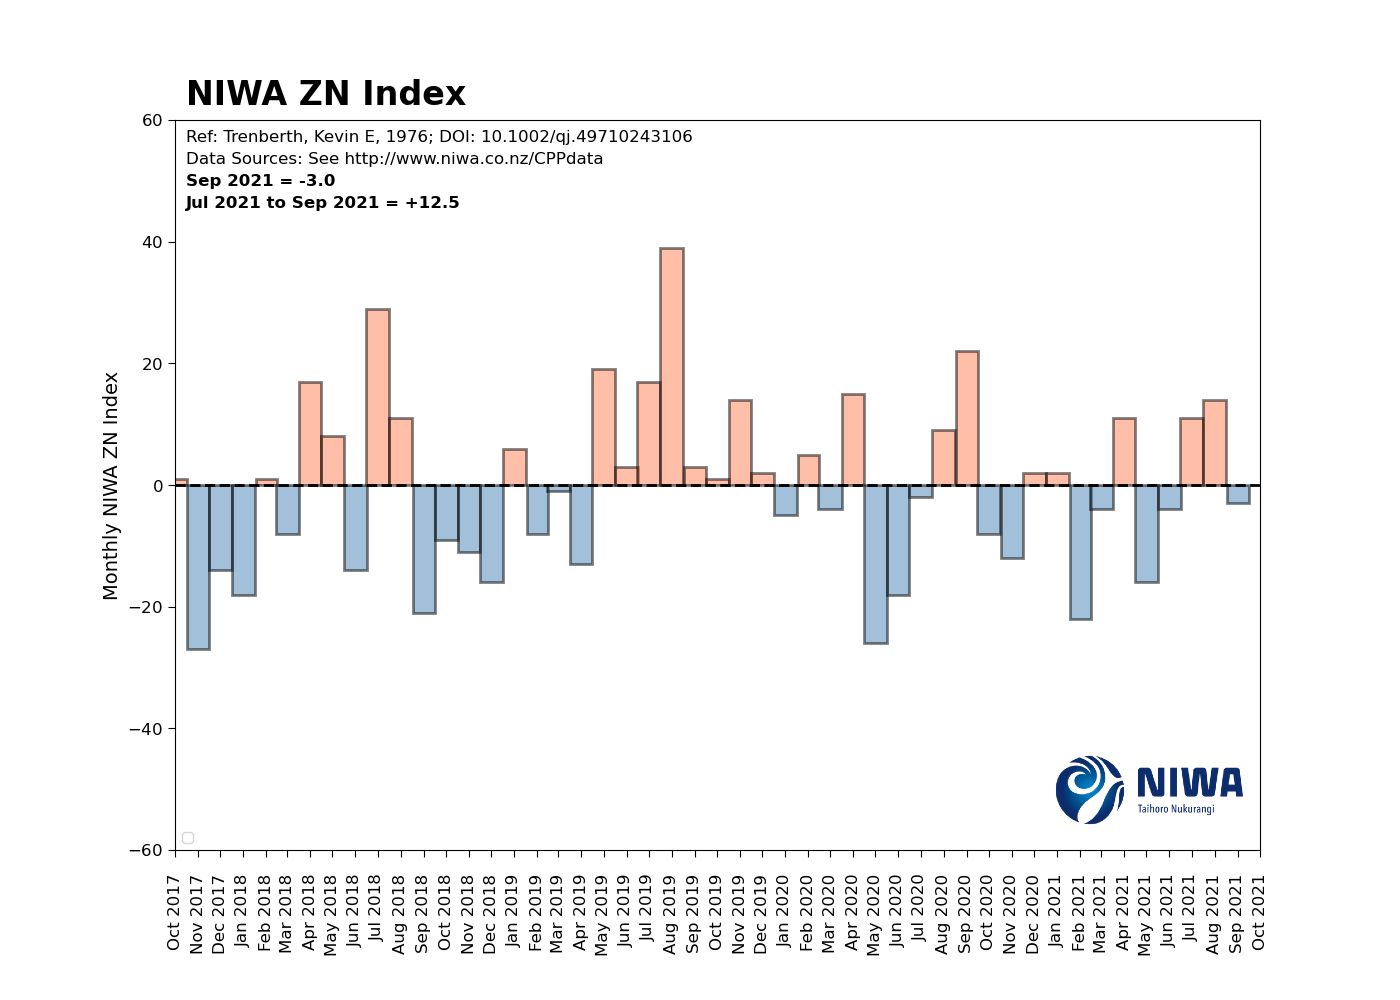 NIWA ZN Index
60
Ref: Trenberth, Kevin E, 1976; DOI: 10.1002/qj.49710243106
Data Sources: See http://www.niwa.co.nz/CPPdata
Sep 2021 = -3.0
Jul 2021 to Sep 2021 = +12.5
40
20
0
−20
−40
−60
Monthly NIWA ZN Index
NIWA
Taihoro Nukurangi
Oct 2017
Nov 2017
Dec 2017
Jan 2018
Feb 2018
Mar 2018
Apr 2018
May 2018
Jun 2018
Jul 2018
Aug 2018
Sep 2018
Oct 2018
Nov 2018
Dec 2018
Jan 2019
Feb 2019
Mar 2019
Apr 2019
May 2019
Jun 2019
Jul 2019
Aug 2019
Sep 2019
Oct 2019
Nov 2019
Dec 2019
Jan 2020
Feb 2020
Mar 2020
Apr 2020
May 2020
Jun 2020
Jul 2020
Aug 2020
Sep 2020
Oct 2020
Nov 2020
Dec 2020
Jan 2021
Feb 2021
Mar 2021
Apr 2021
May 2021
Jun 2021
Jul 2021
Aug 2021
Sep 2021
Oct 2021